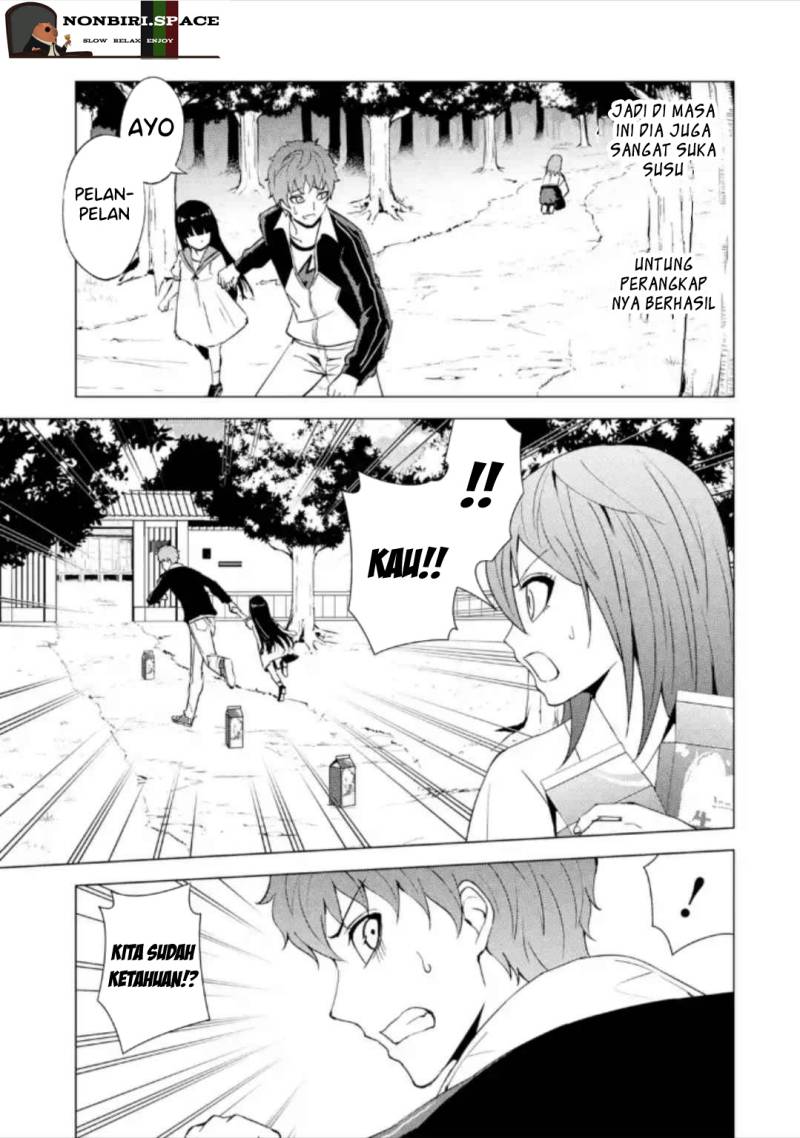 NONBIRI.SPACE
SLOW RELAX ENJOY
AYO
PELAN-
PELAN
JADI DI MASA
INI DIA JUGA
SANGAT SUKA
SUSU
UNTUNG
PERANGKAP
NYA BERHASIL
!!
KAU!!
4
!
KITA SUDAH
KETAHUAN!?